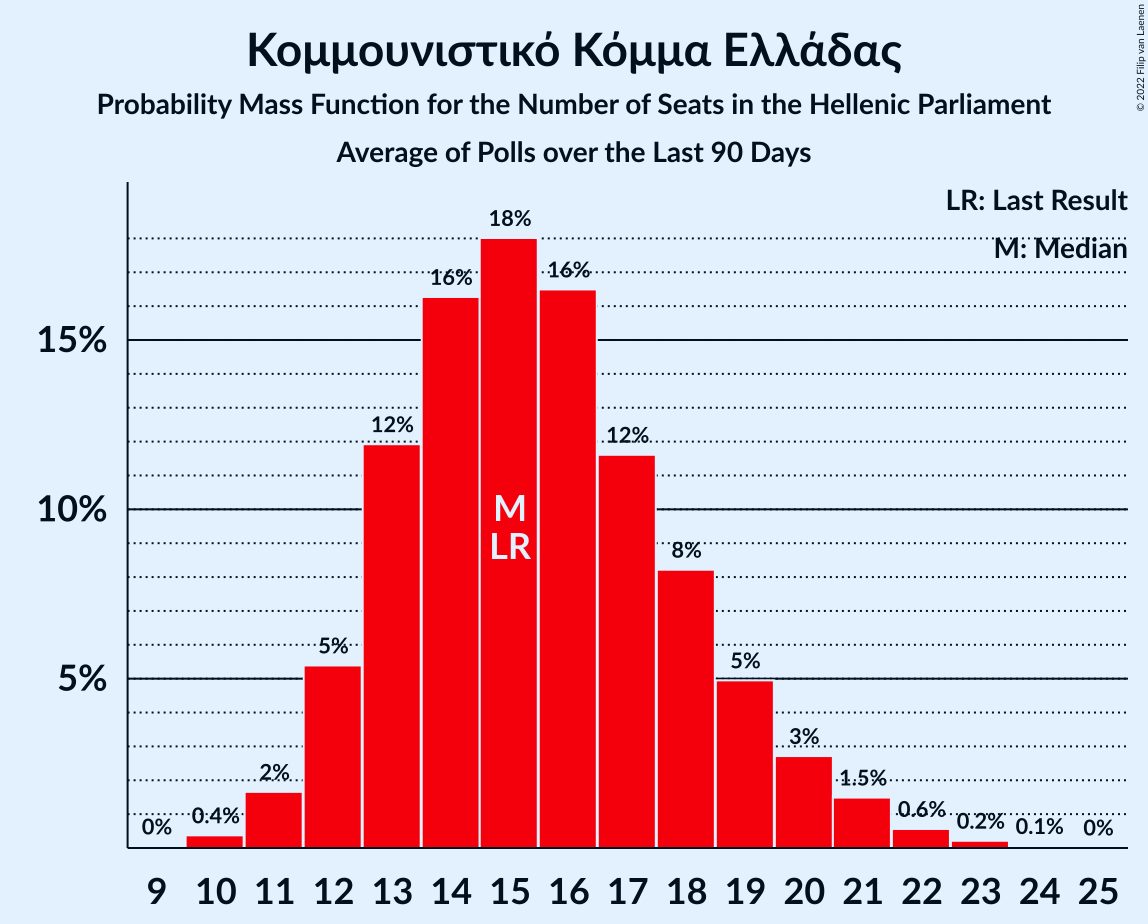 Κομμουνιστικό Κόμμα Ελλάδας
Probability Mass Function for the Number of Seats in the Hellenic Parliament
Average of Polls over the Last 90 Days
© 2022 Filip van Laenen
LR: Last Result
M: Median
15%
10%
5%
0%
0.4%
2%
5%
12%
16%
18%
16%
12%
8%
5%
3%
1.5%
0.6%
0.2%
0.1%
0%
M
LR
9 10 11 12 13 14 15 16 17 18 19 20 21 22 23 24 25